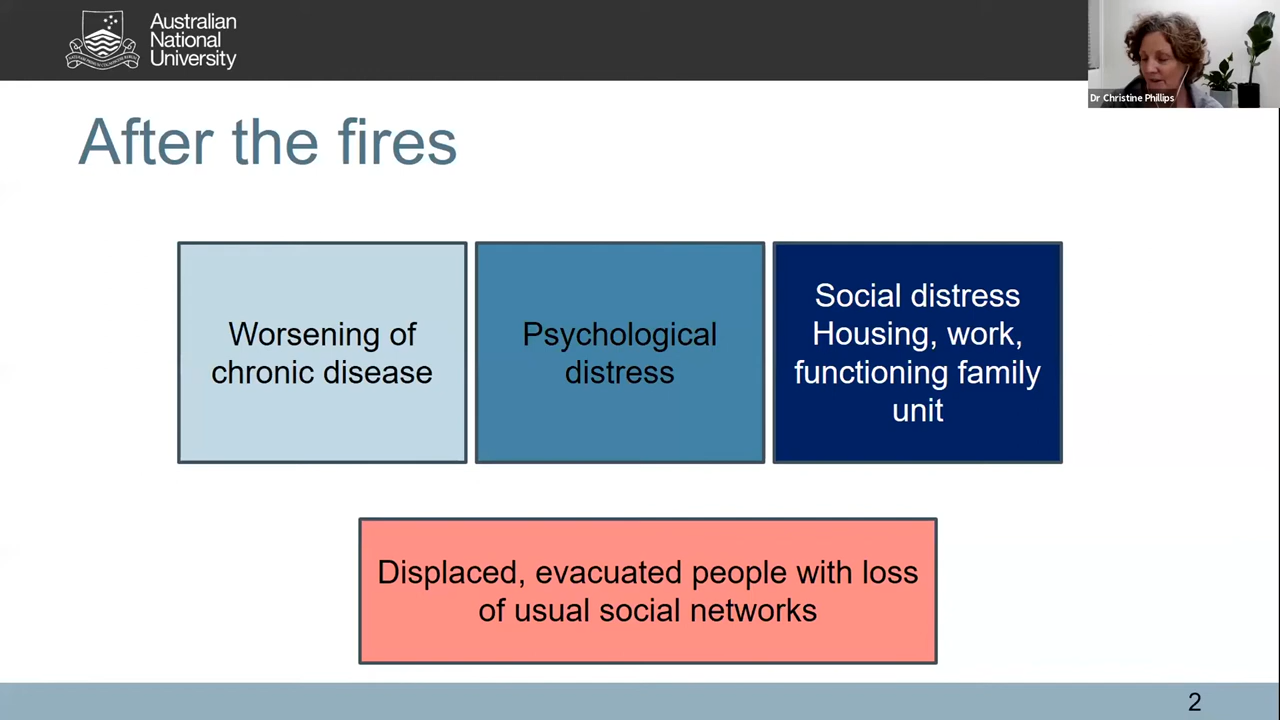 Australian
National
University
Dr Christine Phillips
After the fires
Worsening of
chronic disease
Psychological
distress
Social distress
Housing, work,
functioning family
unit
Displaced, evacuated people with loss
of usual social networks
2